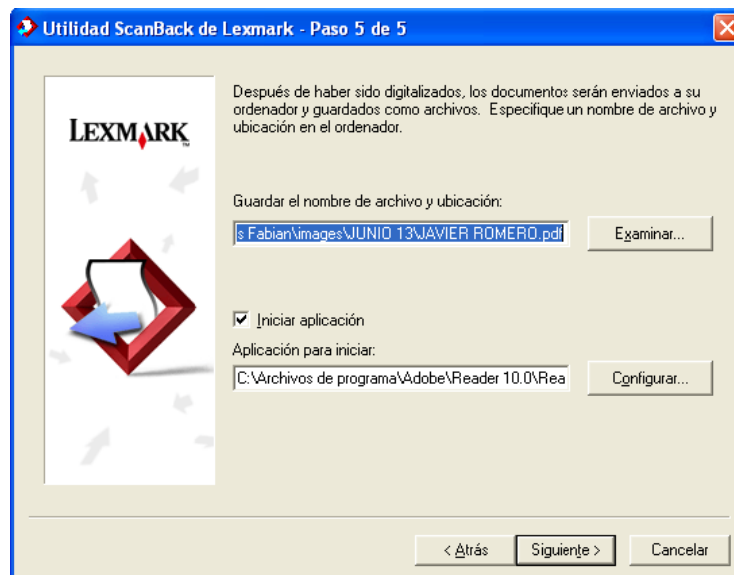 Utilidad ScanBack de Lexmark - Paso 5 de 5
LEXMARK
™
Después de haber sido digitalizados, los documentos serán enviados a su
ordenador y guardados como archivos. Especifique un nombre de archivo y
ubicación en el ordenador.
Guardar el nombre de archivo y ubicación:
s Fabian\images\JUNIO 13\JAVIER ROMERO.pdf
Examinar...
Iniciar aplicación
Aplicación para iniciar:
C:\Archivos de programa\Adobe\Reader 10.0\Rea
Configurar...
< Atrás
Siguiente >
Cancelar